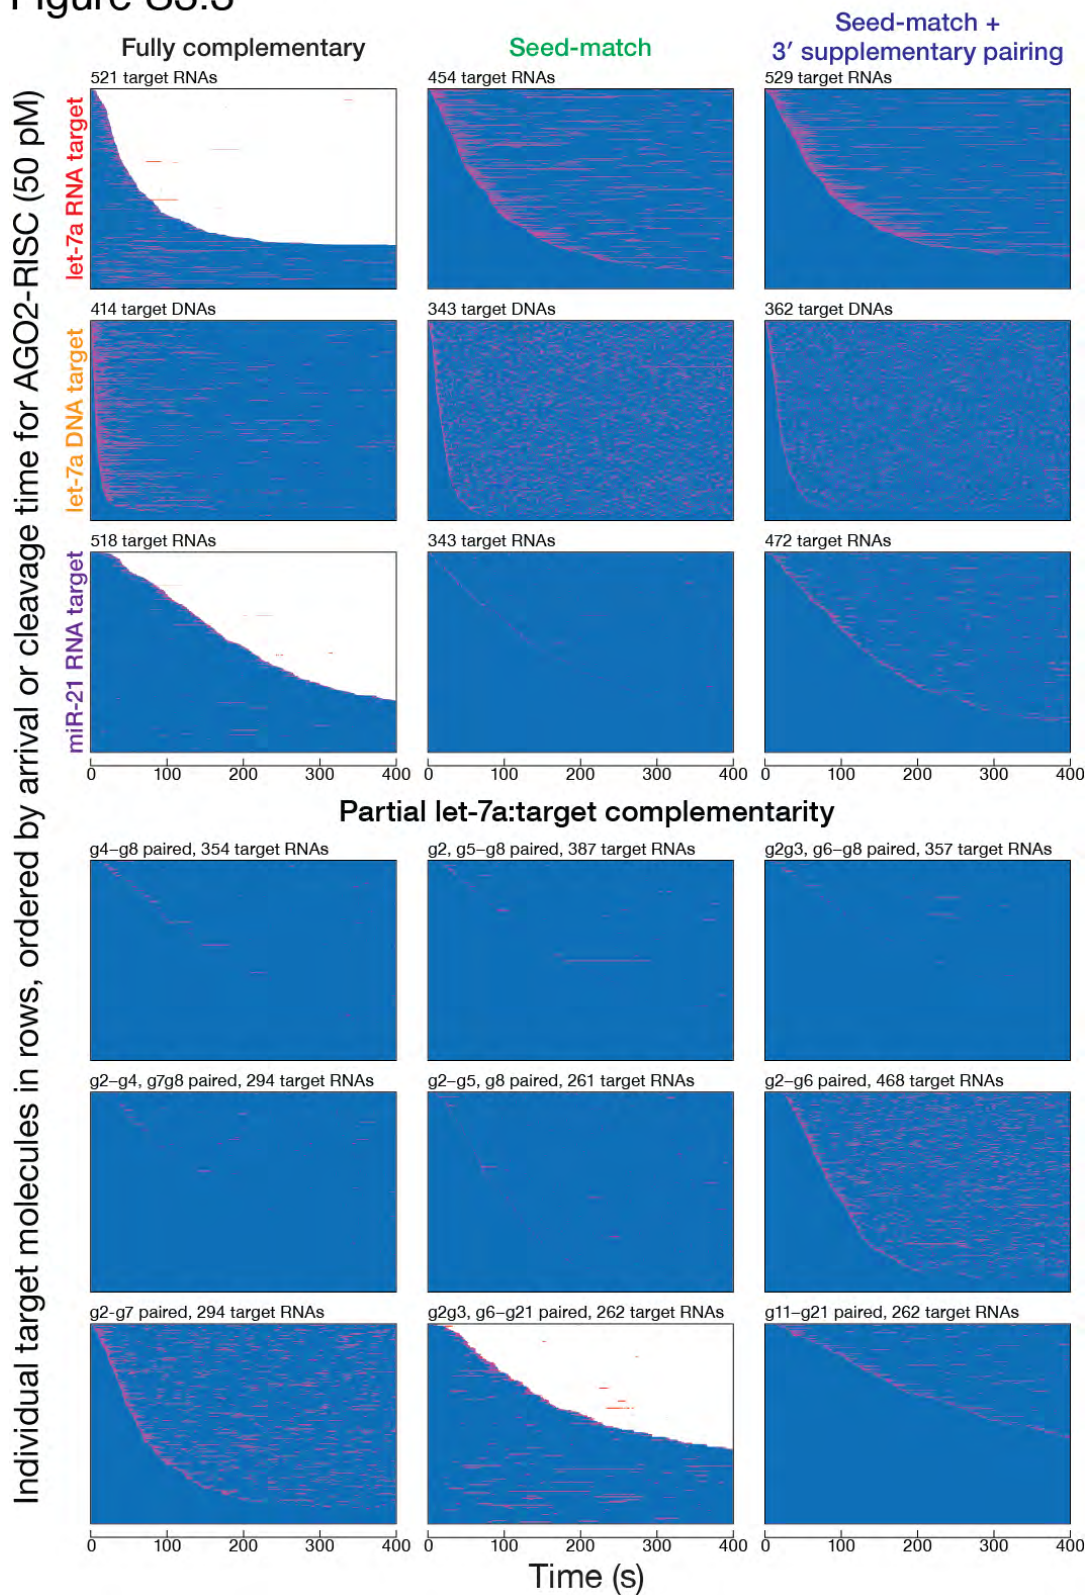 Figure S3.3
Fully complementary
Seed-match
Seed-match +
3′ supplementary pairing
Individual target molecules in rows, ordered by arrival or cleavage time for AGO2-RISC (50 pM)
let-7a RNA target
521 target RNAs
454 target RNAs
529 target RNAs
let-7a DNA target
414 target DNAs
343 target DNAs
362 target DNAs
miR-21 RNA target
518 target RNAs
343 target RNAs
472 target RNAs
0 100 200 300 400
0 100 200 300 400
0 100 200 300 400
Partial let-7a:target complementarity
g4–g8 paired, 354 target RNAs
g2, g5–g8 paired, 387 target RNAs
g2g3, g6–g8 paired, 357 target RNAs
g2–g4, g7g8 paired, 294 target RNAs
g2–g5, g8 paired, 261 target RNAs
g2–g6 paired, 468 target RNAs
g2-g7 paired, 294 target RNAs
g2g3, g6–g21 paired, 262 target RNAs
g11–g21 paired, 262 target RNAs
0 100 200 300 400
0 100 200 300 400
0 100 200 300 400
Time (s)